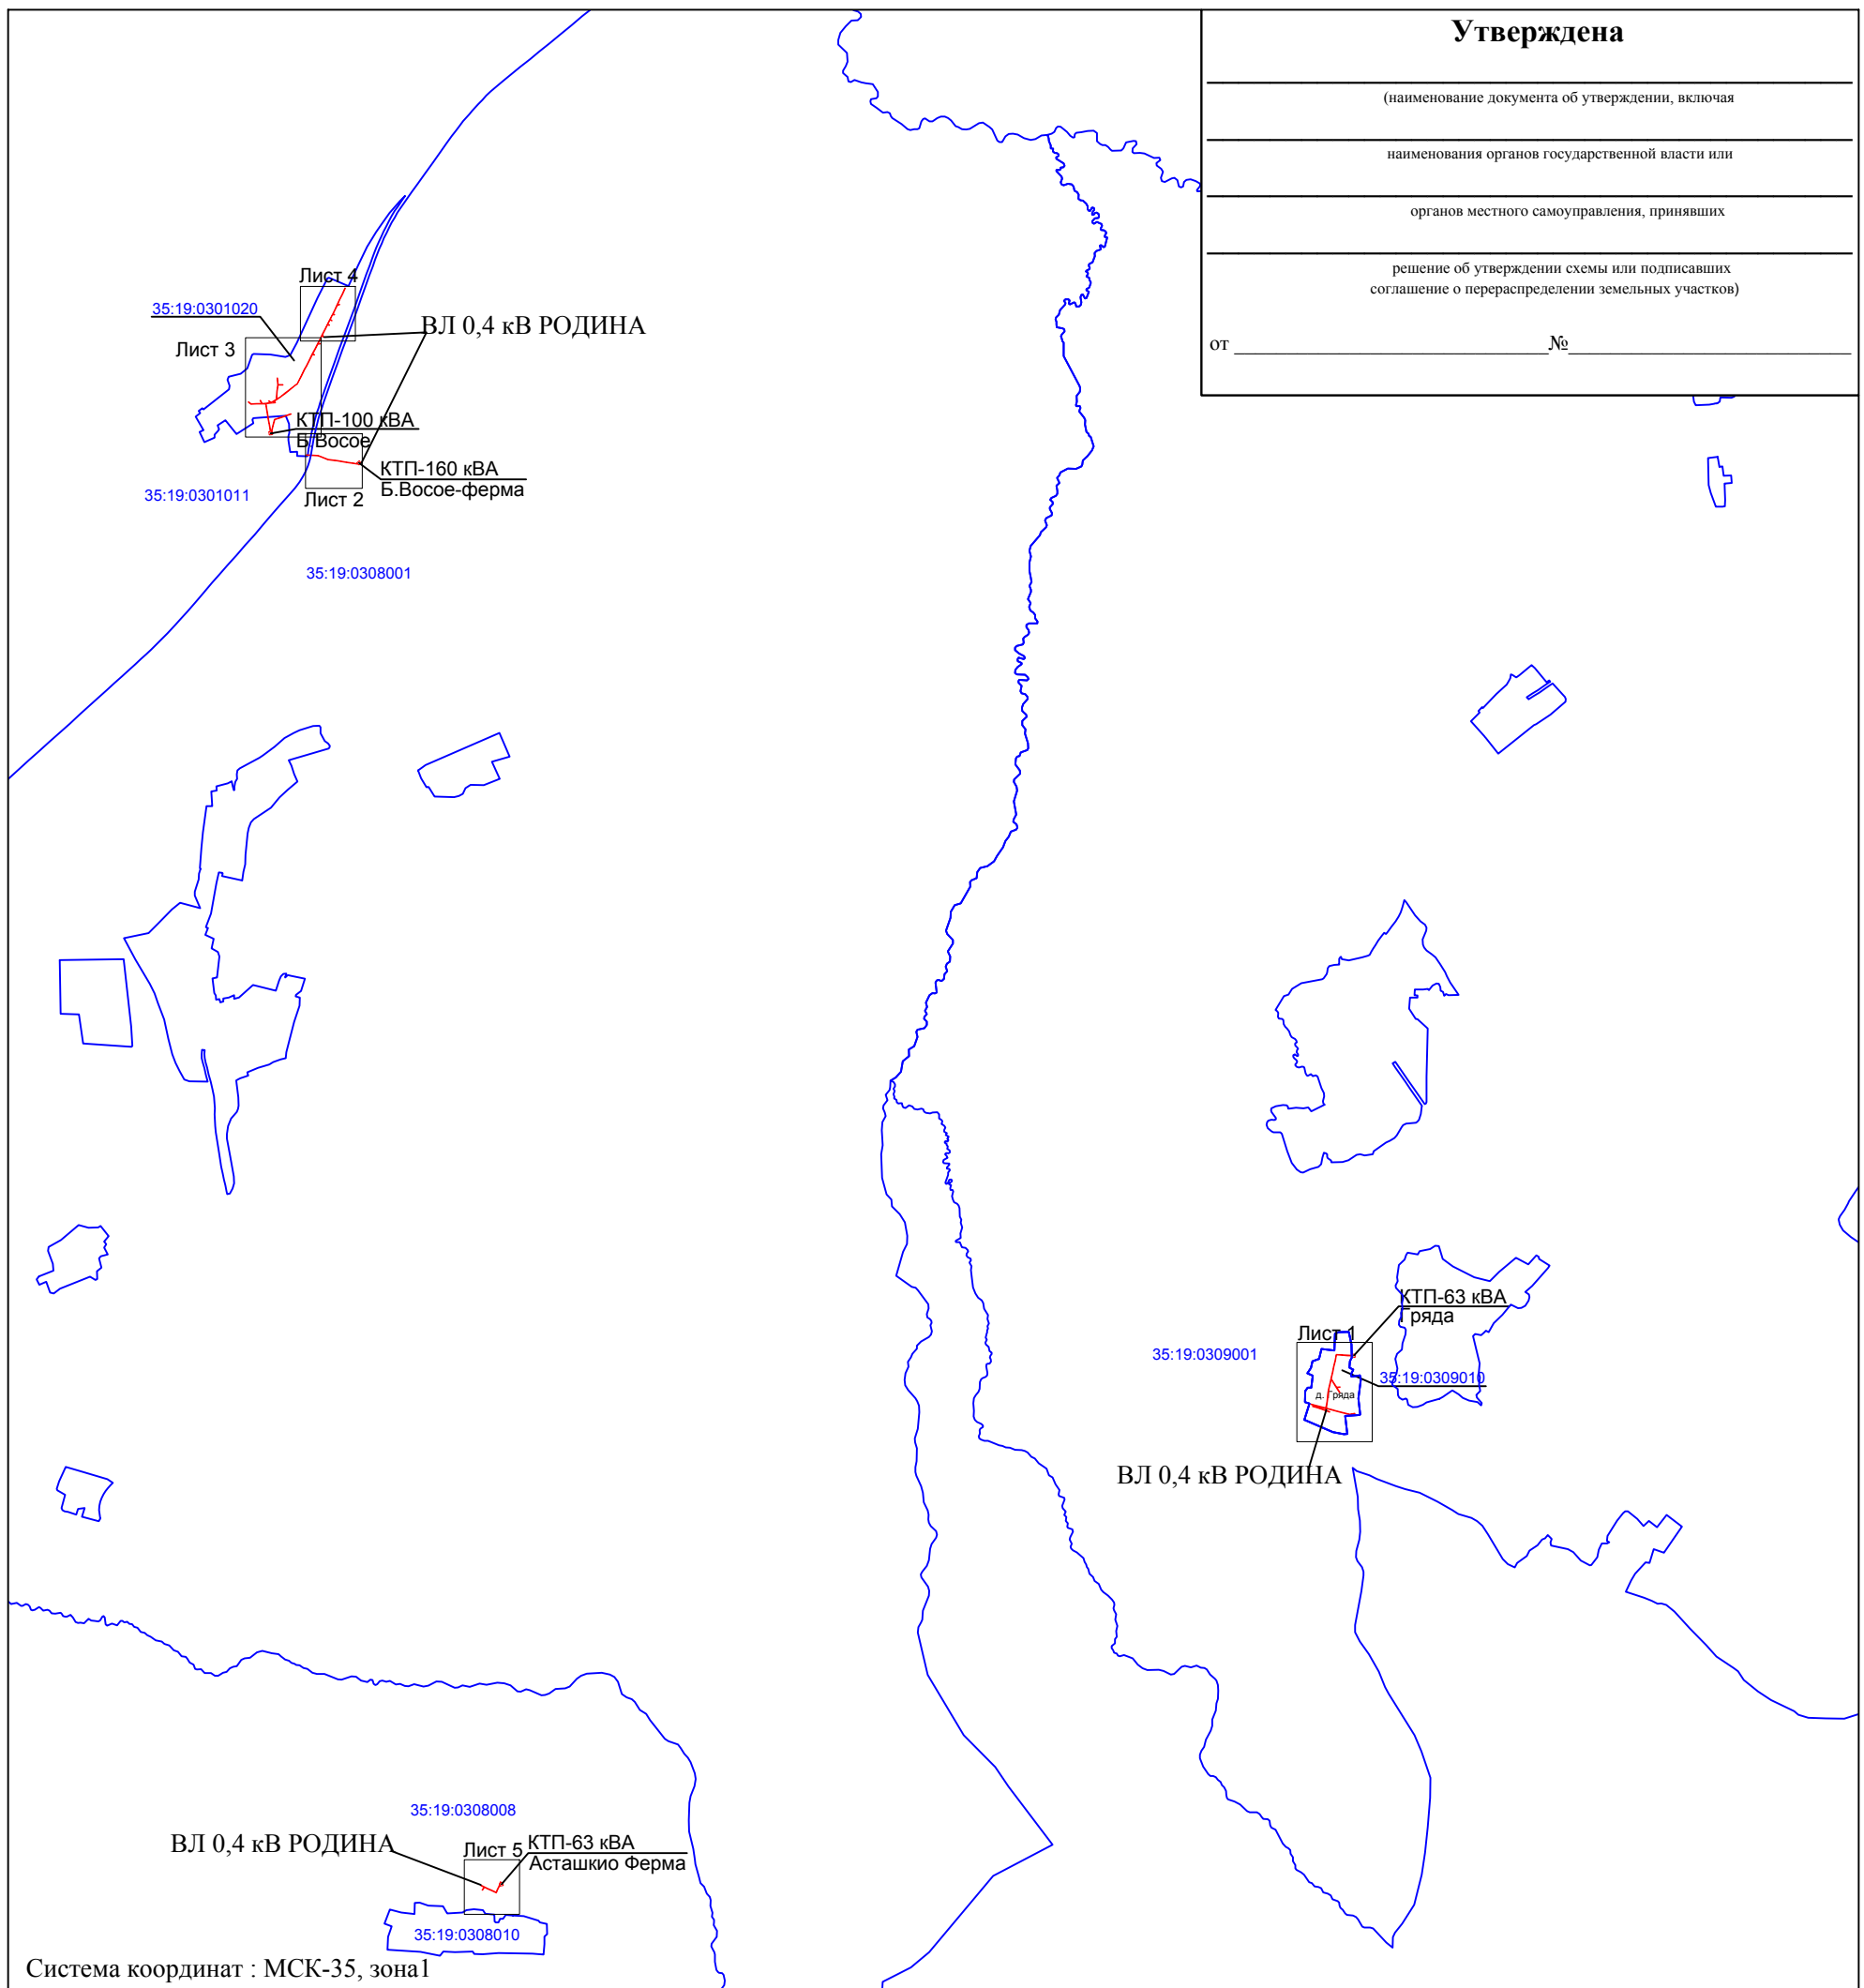 Утверждена
(наименование документа об утверждении, включая
наименования органов государственной власти или
органов местного самоуправления, принявших
решение об утверждении схемы или подписавших
соглашение о перераспределении земельных участков)
от №
Лист 4
35:19:0301020
ВЛ 0,4 кВ РОДИНА
Лист 3
КТП-100 кВА
Б.Восое
КТП-160 кВА
Б.Восое-ферма
35:19:0301011
Лист 2
35:19:0308001
КТП-63 кВА
Гряда
Лист 1
35:19:0309001
35:19:0309010
д. Гряда
ВЛ 0,4 кВ РОДИНА
35:19:0308008
ВЛ 0,4 кВ РОДИНА
Лист 5
КТП-63 кВА
Асташкио Ферма
35:19:0308010
Система координат : МСК-35, зона1